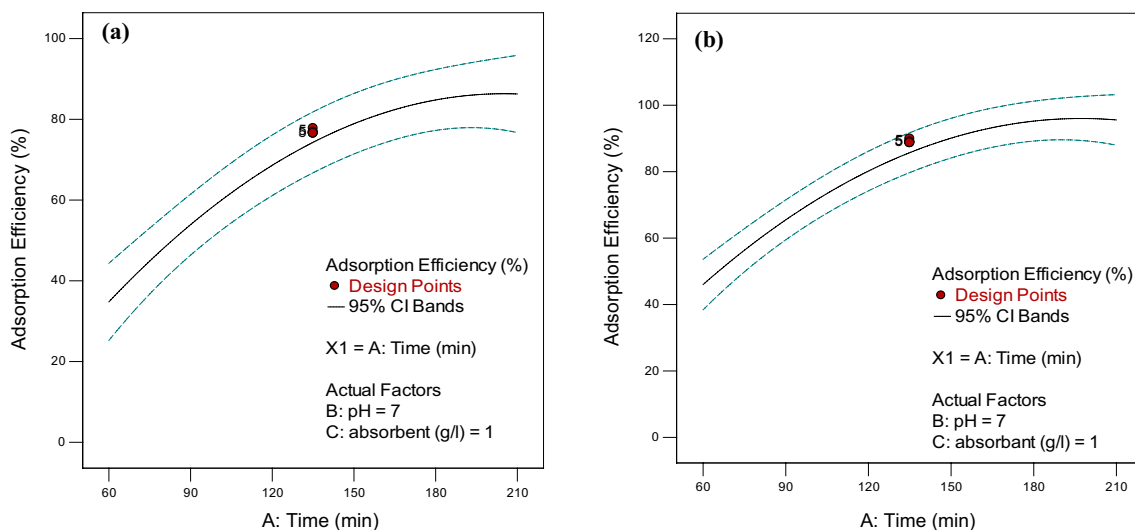 (a)
100
80
60
40
20
0
Adsorption Efficiency (%)
5
Adsorption Efficiency (%)
Design Points
95% CI Bands
X1 = A: Time (min)
Actual Factors
B: pH = 7
C: absorbent (g/l) = 1
60 90 120 150 180 210
A: Time (min)
(b)
120
100
80
60
40
20
0
Adsorption Efficiency (%)
5
Adsorption Efficiency (%)
Design Points
95% CI Bands
X1 = A: Time (min)
Actual Factors
B: pH = 7
C: absorbant (g/l) = 1
60 90 120 150 180 210
A: Time (min)